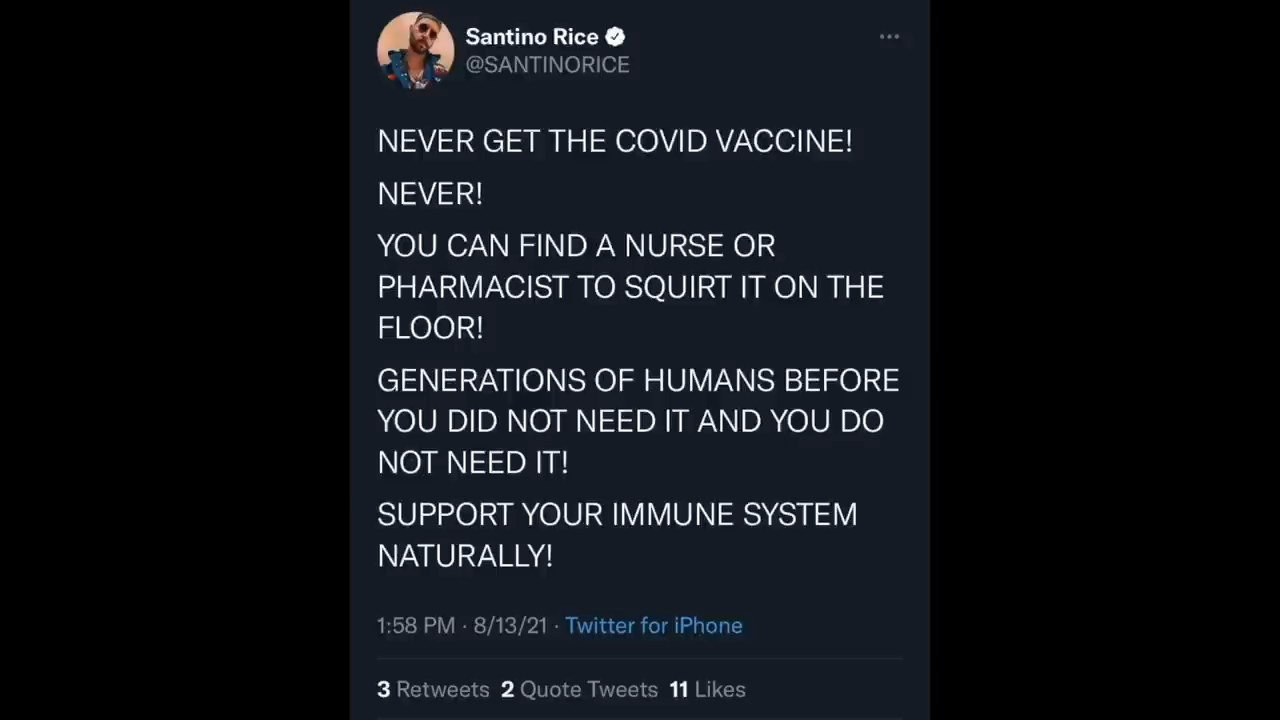 Santino Rice
@SANTINORICE
NEVER GET THE COVID VACCINE!
NEVER!
YOU CAN FIND A NURSE OR
PHARMACIST TO SQUIRT IT ON THE
FLOOR!
GENERATIONS OF HUMANS BEFORE
YOU DID NOT NEED IT AND YOU DO
NOT NEED IT!
SUPPORT YOUR IMMUNE SYSTEM
NATURALLY!
1:58 PM · 8/13/21 · Twitter for iPhone
3 Retweets 2 Quote Tweets 11 Likes